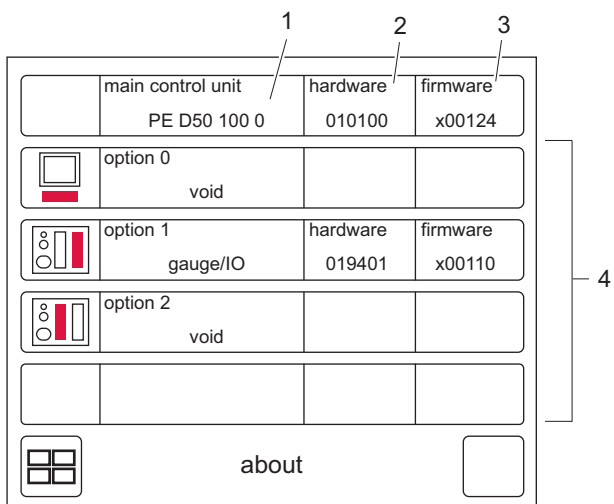 1 2 3
main control unit hardware firmware
PE D50 100 0 010100 x00124
option 0
void
option 1 hardware firmware
gauge/IO 019401 x00110
4
option 2
void
about